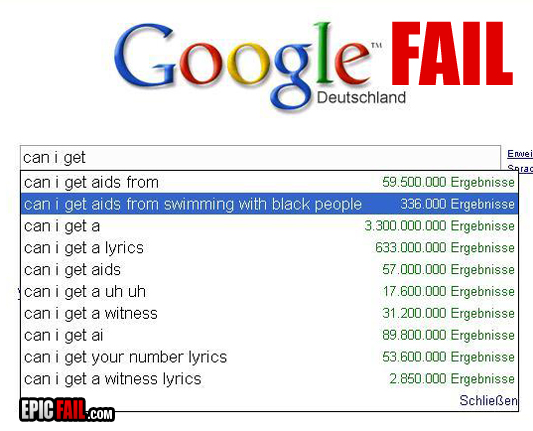 Google™ FAIL
Deutschland
can i get
Erwei
Sprac
can i get aids from 59.500.000 Ergebnisse
can i get aids from swimming with black people 336.000 Ergebnisse
can i get a 3.300.000.000 Ergebnisse
can i get a lyrics 633.000.000 Ergebnisse
can i get aids 57.000.000 Ergebnisse
can i get a uh uh 17.600.000 Ergebnisse
can i get a witness 31.200.000 Ergebnisse
can i get ai 89.800.000 Ergebnisse
can i get your number lyrics 53.600.000 Ergebnisse
can i get a witness lyrics 2.850.000 Ergebnisse
Schließen
EPIC FAIL.COM